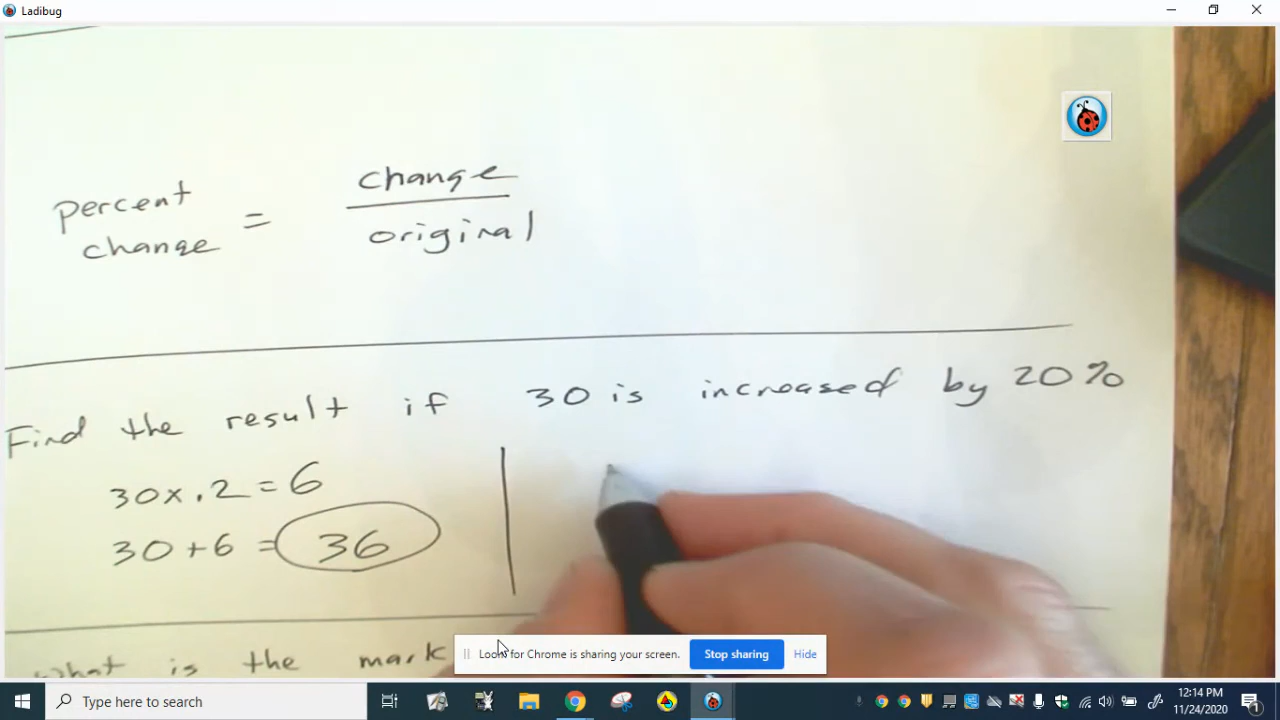 Ladibug
change
percent = ———
change original
Find the result if 30 is increased by 20%
30x.2 = 6
30+6 = 36
What is the mark
Loom for Chrome is sharing your screen. Stop sharing Hide
Type here to search
12:14 PM
11/24/2020
1